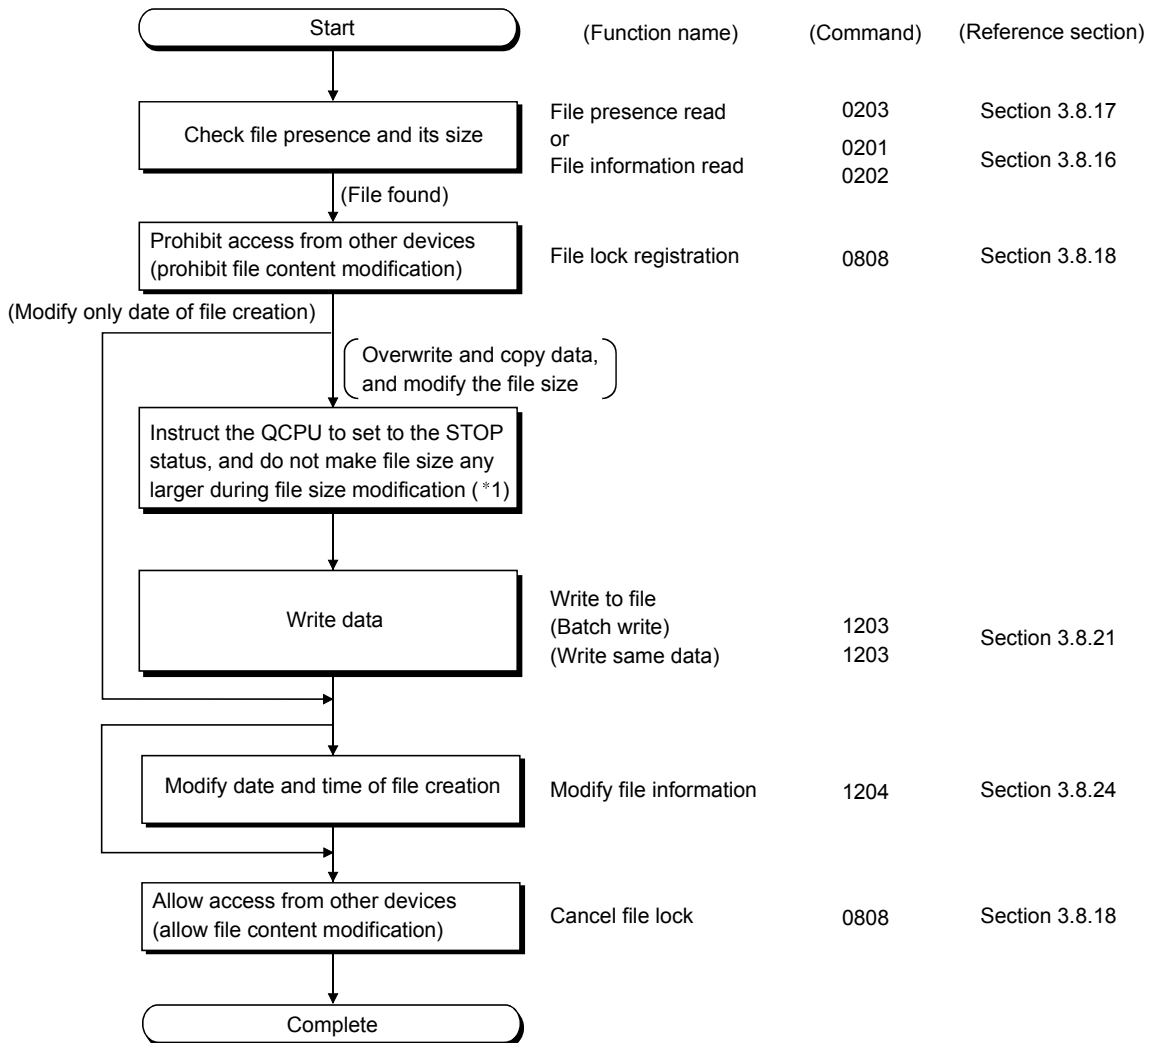 Start
(Function name) (Command) (Reference section)
Check file presence and its size
File presence read 0203 Section 3.8.17
or
0201
File information read Section 3.8.16
0202
(File found)
Prohibit access from other devices
(prohibit file content modification)
File lock registration 0808 Section 3.8.18
(Modify only date of file creation)
Overwrite and copy data,
and modify the file size
Instruct the QCPU to set to the STOP
status, and do not make file size any
larger during file size modification (*1)
Write data
Write to file
(Batch write) 1203
(Write same data) 1203
Section 3.8.21
Modify date and time of file creation
Modify file information 1204 Section 3.8.24
Allow access from other devices
(allow file content modification)
Cancel file lock 0808 Section 3.8.18
Complete